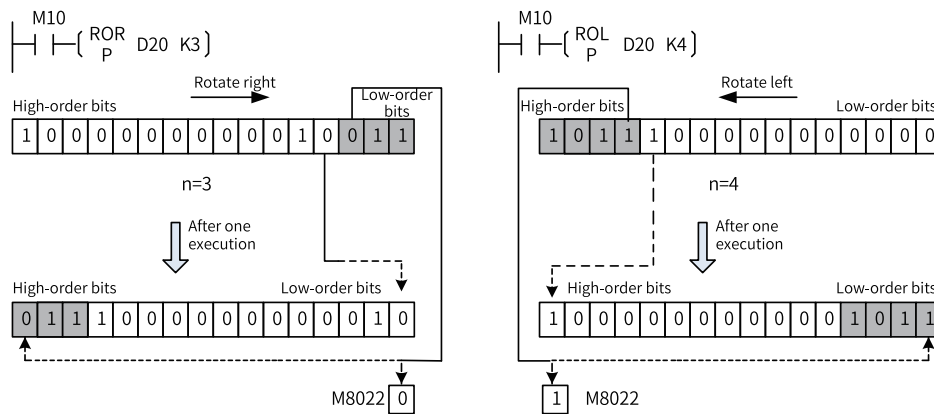 M10
ROR
P D20 K3
High-order bits
Rotate right
Low-order
bits
1 0 0 0 0 0 0 0 0 0 0 1 0 0 1 1
n=3
After one
execution
High-order bits
Low-order bits
0 1 1 1 0 0 0 0 0 0 0 0 0 0 1 0
M8022 0
M10
ROL
P D20 K4
High-order bits
Rotate left
Low-order bits
1 0 1 1 1 0 0 0 0 0 0 0 0 0 0 0
n=4
After one
execution
High-order bits
Low-order bits
1 0 0 0 0 0 0 0 0 0 0 0 1 0 1 1
1 M8022